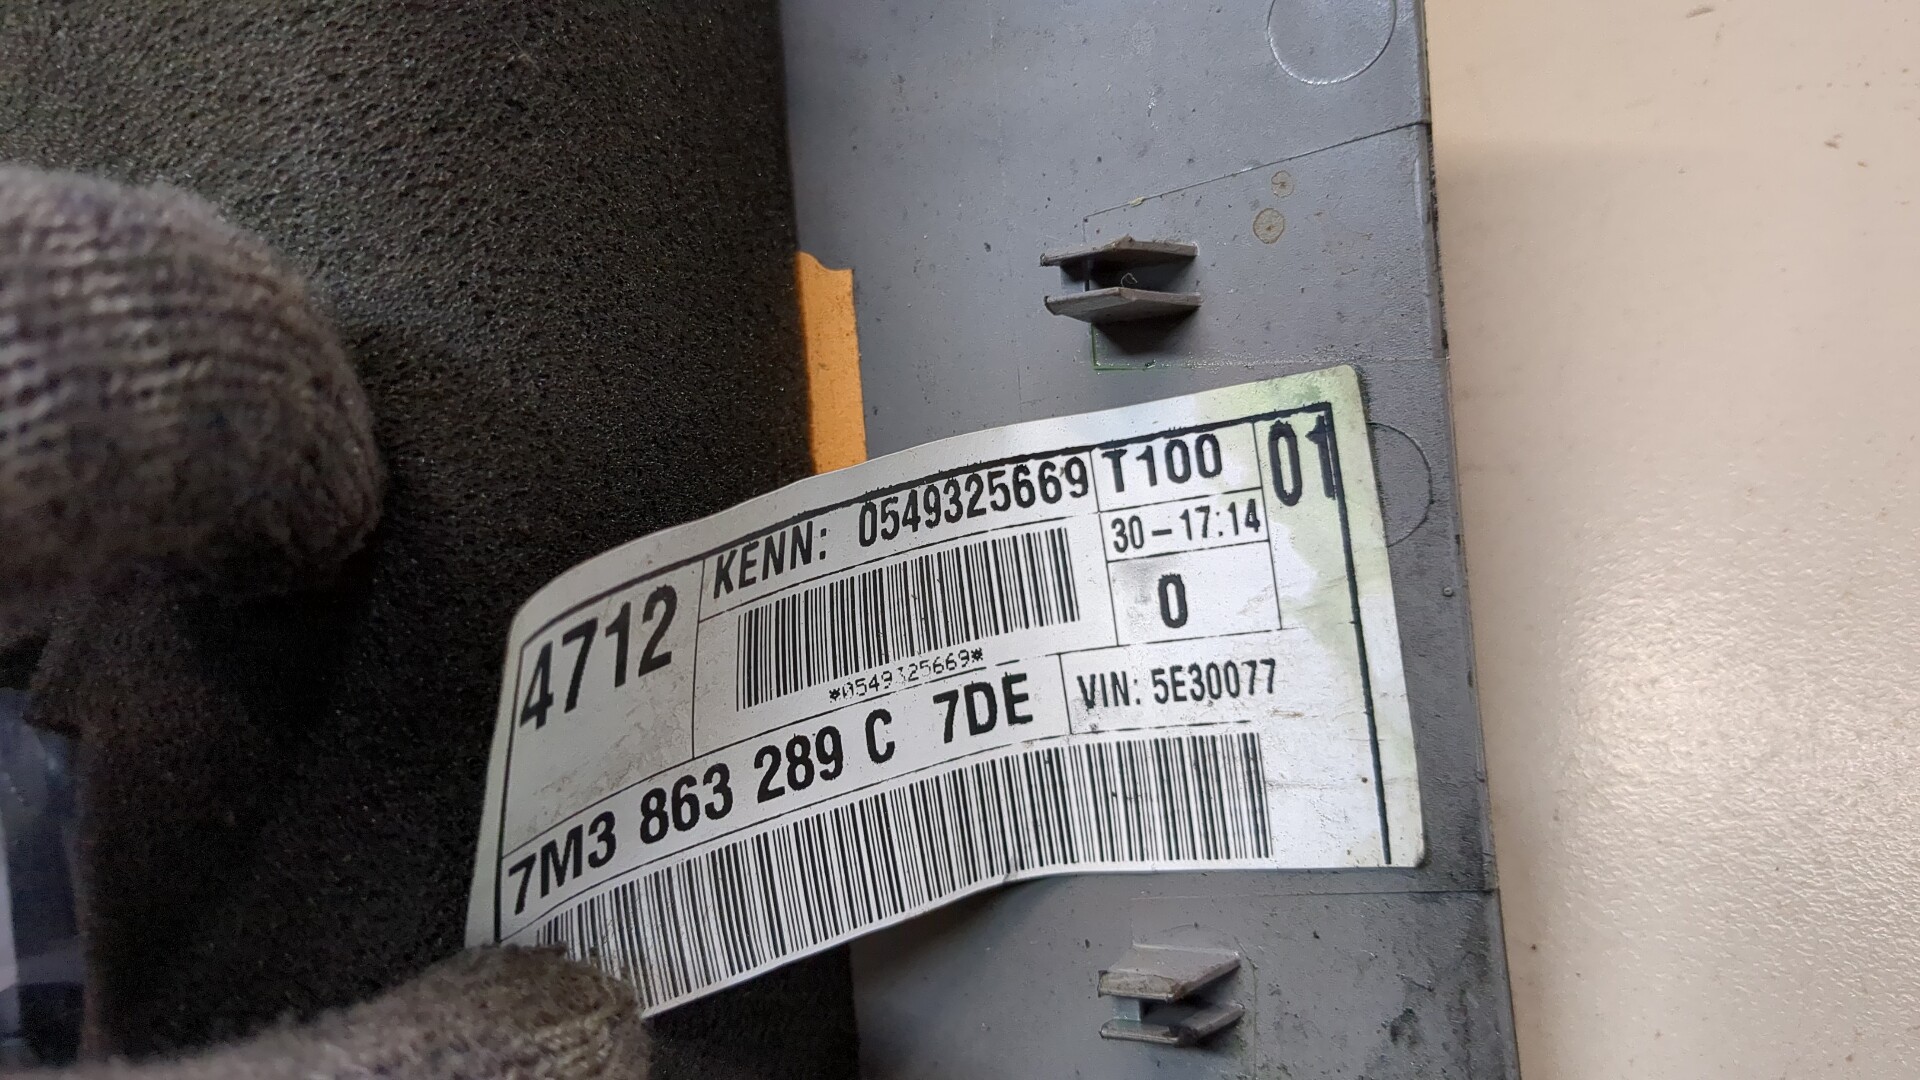 4712
KENN: 0549325669
T100
01
30-17:14
0
*0549325669*
7M3 863 289 C 7DE
VIN: 5E30077